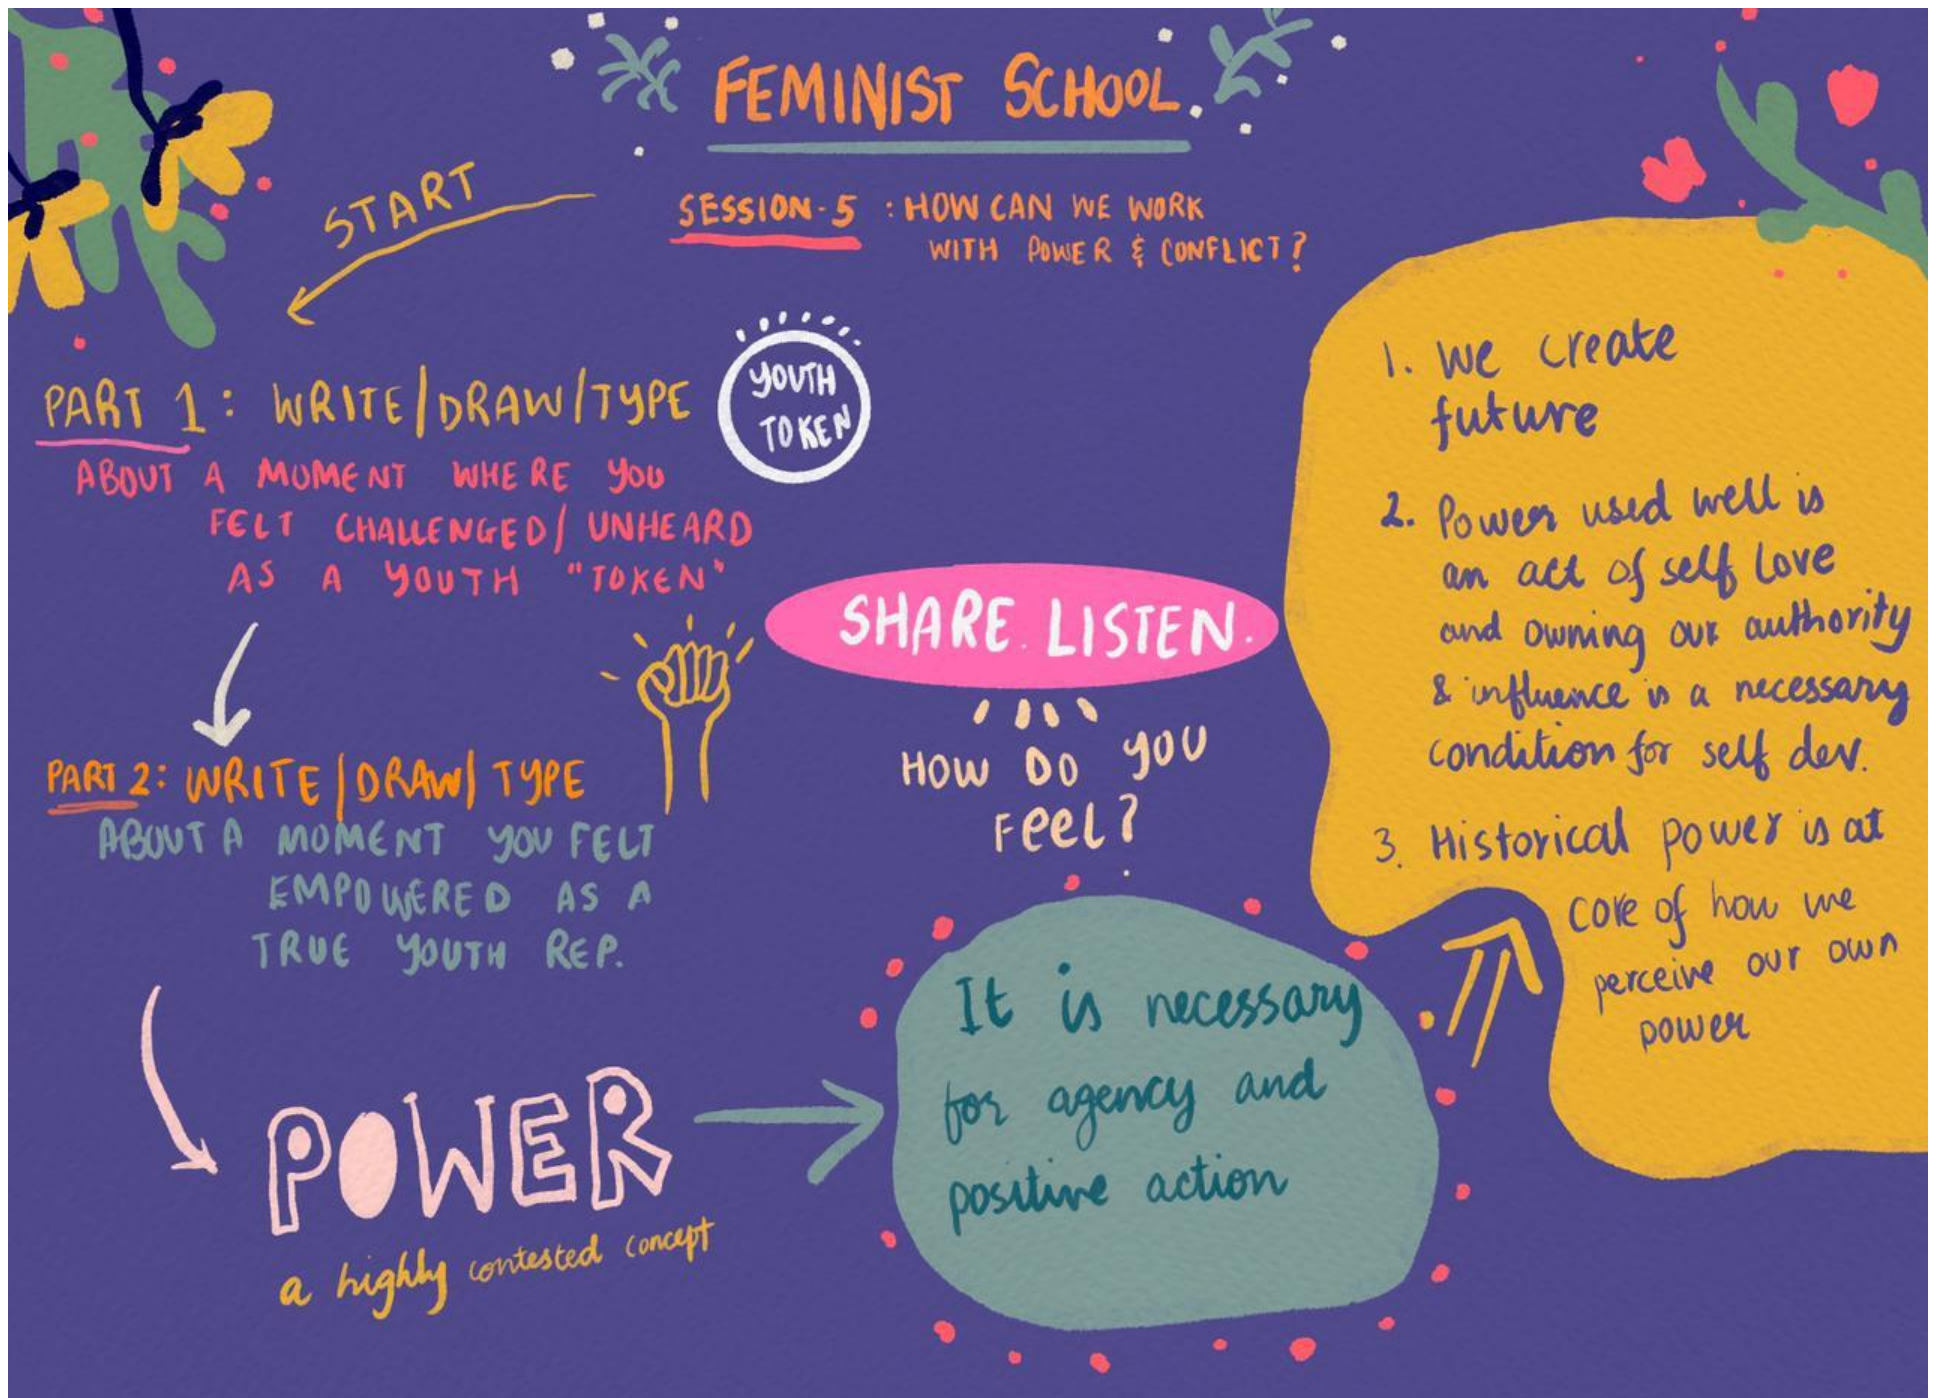 FEMINIST SCHOOL
SESSION-5 : HOW CAN WE WORK
WITH POWER & CONFLICT?
START
PART 1: WRITE/DRAW/TYPE
ABOUT A MOMENT WHERE YOU
FELT CHALLENGED/UNHEARD
AS A YOUTH "TOKEN"
YOUTH
TOKEN
PART 2: WRITE/DRAW/TYPE
ABOUT A MOMENT YOU FELT
EMPOWERED AS A
TRUE YOUTH REP.
SHARE. LISTEN.
HOW DO YOU
FEEL?
POWER
a highly contested concept
It is necessary
for agency and
positive action
1. We create
future
2. Power used well is
an act of self love
and owning our authority
& influence is a necessary
condition for self dev.
3. Historical power is at
core of how we
perceive our own
power